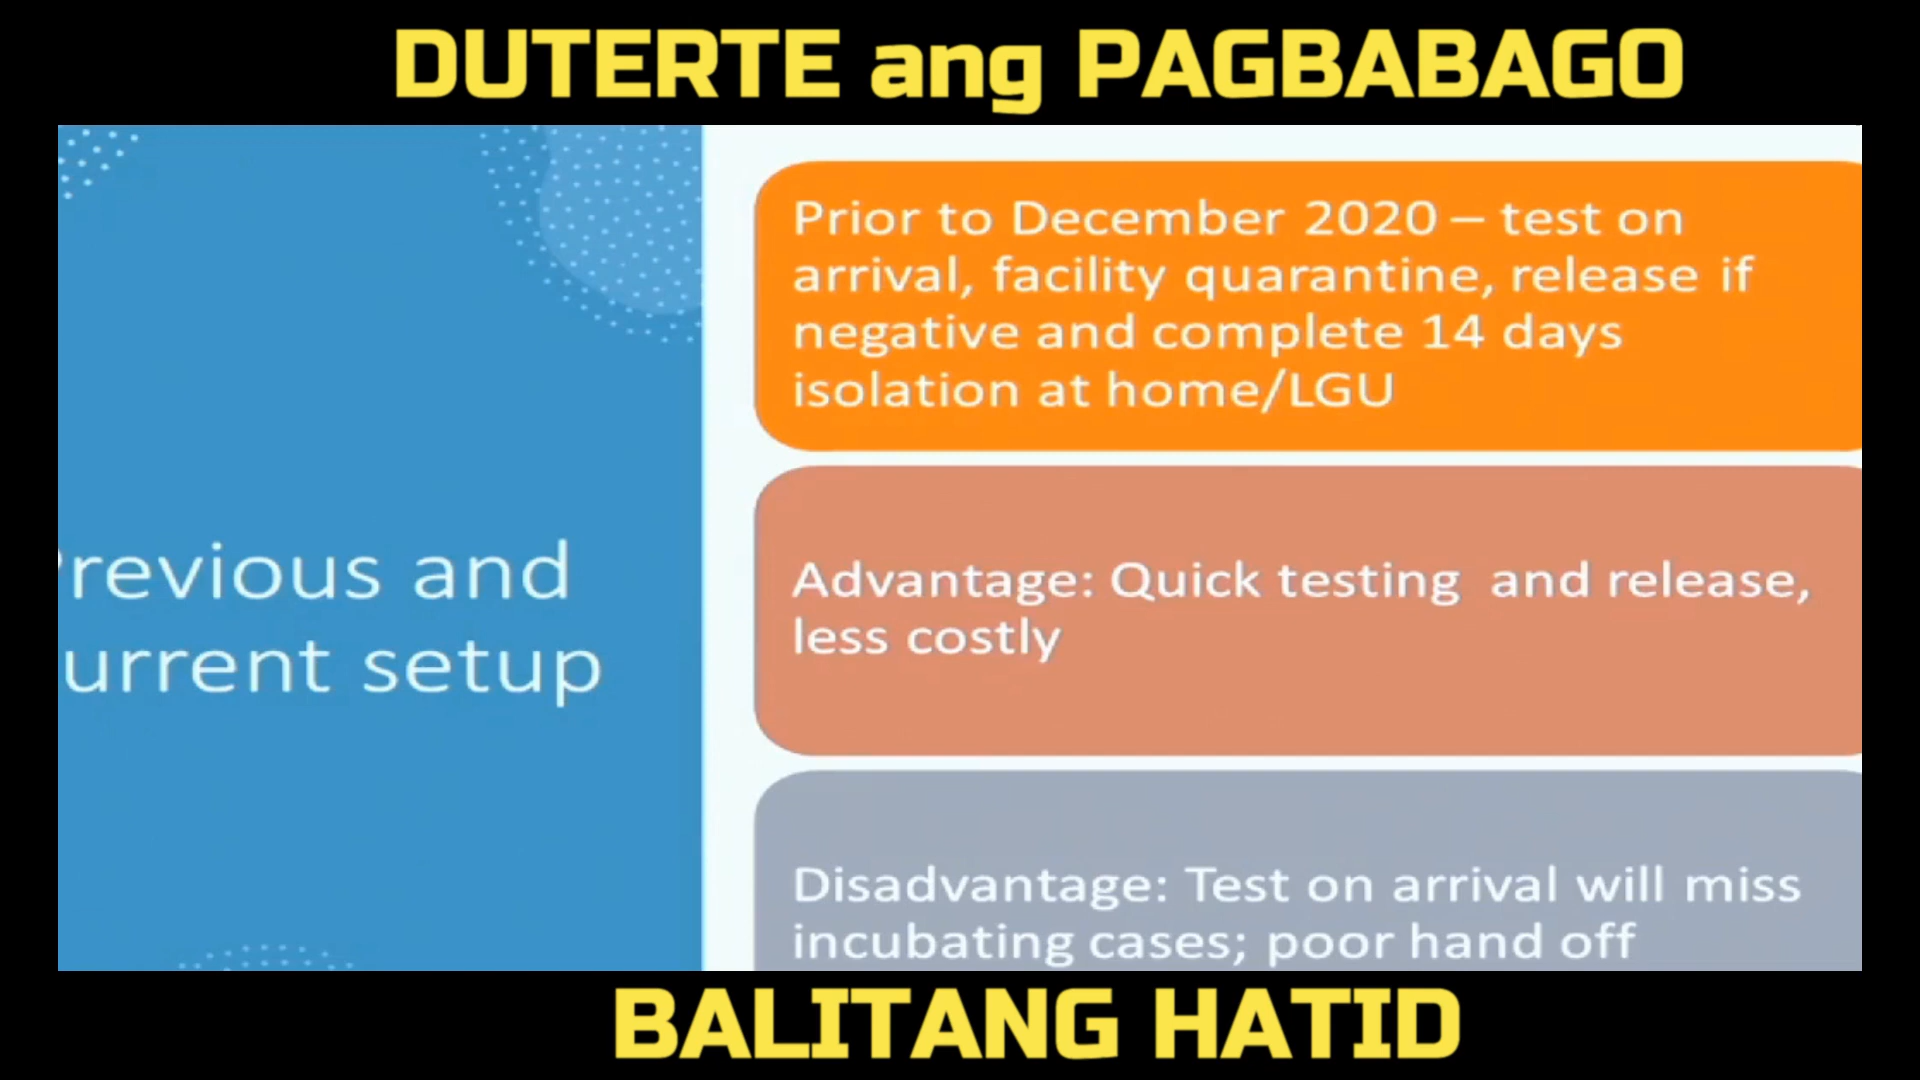 DUTERTE ang PAGBABAGO
revious and
urrent setup
Prior to December 2020 – test on
arrival, facility quarantine, release if
negative and complete 14 days
isolation at home/LGU
Advantage: Quick testing and release,
less costly
Disadvantage: Test on arrival will miss
incubating cases; poor hand off
BALITANG HATID